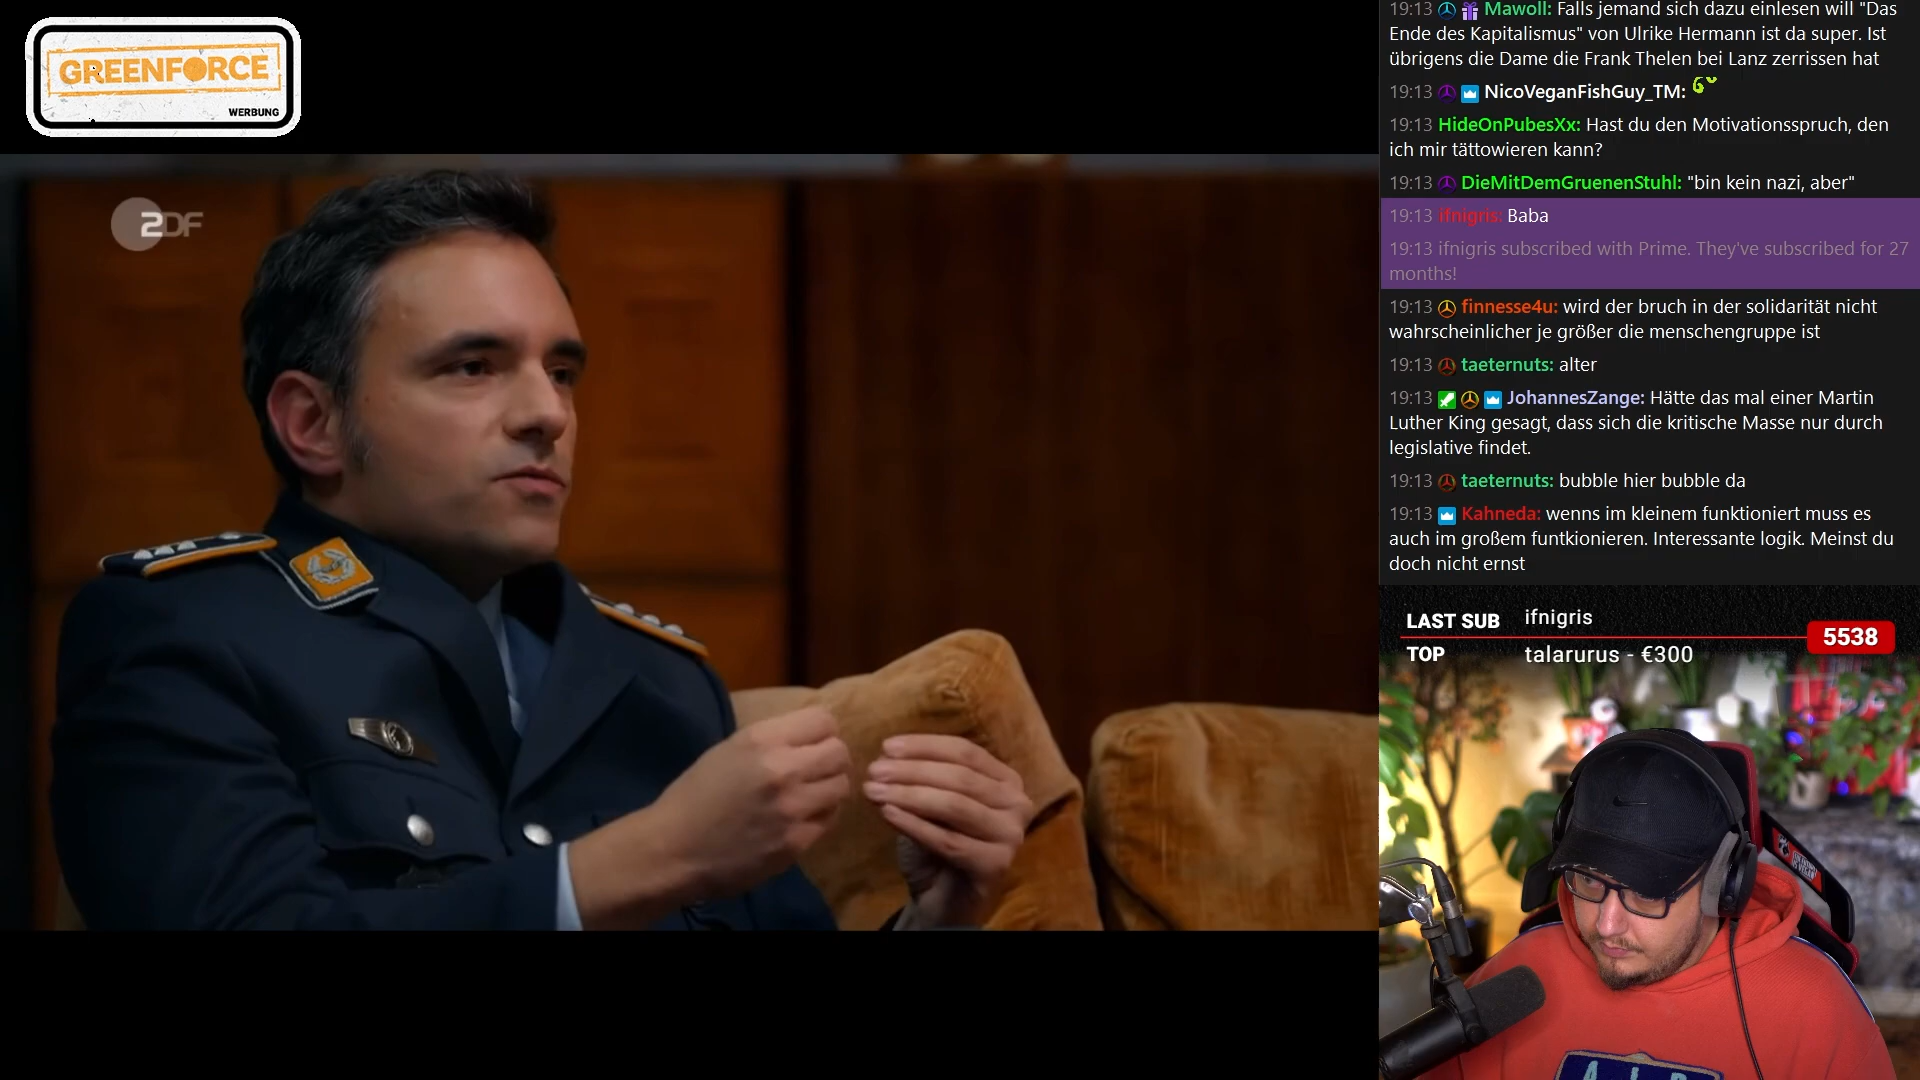 GREENFORCE
WERBUNG
ZDF
19:13 Mawoll: Falls jemand sich dazu einlesen will "Das
Ende des Kapitalismus" von Ulrike Hermann ist da super. Ist
übrigens die Dame die Frank Thelen bei Lanz zerrissen hat
19:13 NicoVeganFishGuy_TM:
19:13 HideOnPubesXx: Hast du den Motivationsspruch, den
ich mir tättowieren kann?
19:13 DieMitDemGruenenStuhl: "bin kein nazi, aber"
19:13 ifnigris: Baba
19:13 ifnigris subscribed with Prime. They've subscribed for 27
months!
19:13 finnesse4u: wird der bruch in der solidarität nicht
wahrscheinlicher je größer die menschengruppe ist
19:13 taeternuts: alter
19:13 JohannesZange: Hätte das mal einer Martin
Luther King gesagt, dass sich die kritische Masse nur durch
legislative findet.
19:13 taeternuts: bubble hier bubble da
19:13 Kahneda: wenns im kleinem funktioniert muss es
auch im großem funtkionieren. Interessante logik. Meinst du
doch nicht ernst
LAST SUB ifnigris
5538
TOP talarurus - €300